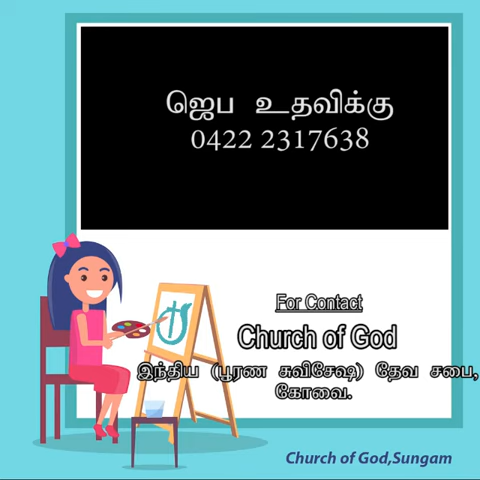 ஜெப உதவிக்கு
0422 2317638
For Contact
Church of God
இந்திய (பூரண சுவிசேஷ) தேவ சபை,
கோவை.
Church of God,Sungam